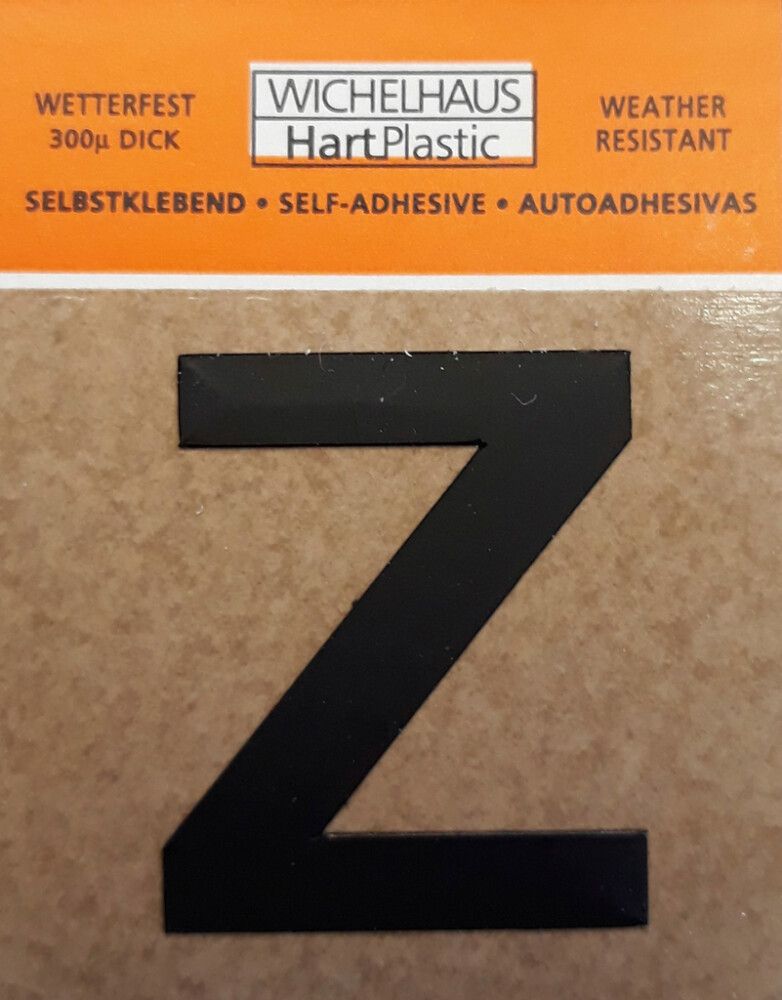 WETTERFEST
300µ DICK
WICHELHAUS
HartPlastic
WEATHER
RESISTANT
SELBSTKLEBEND • SELF-ADHESIVE • AUTOADHESIVAS
Z